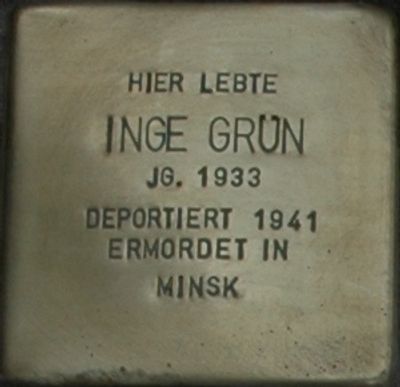 HIER LEBTE
INGE GRÜN
JG. 1933
DEPORTIERT 1941
ERMORDET IN
MINSK